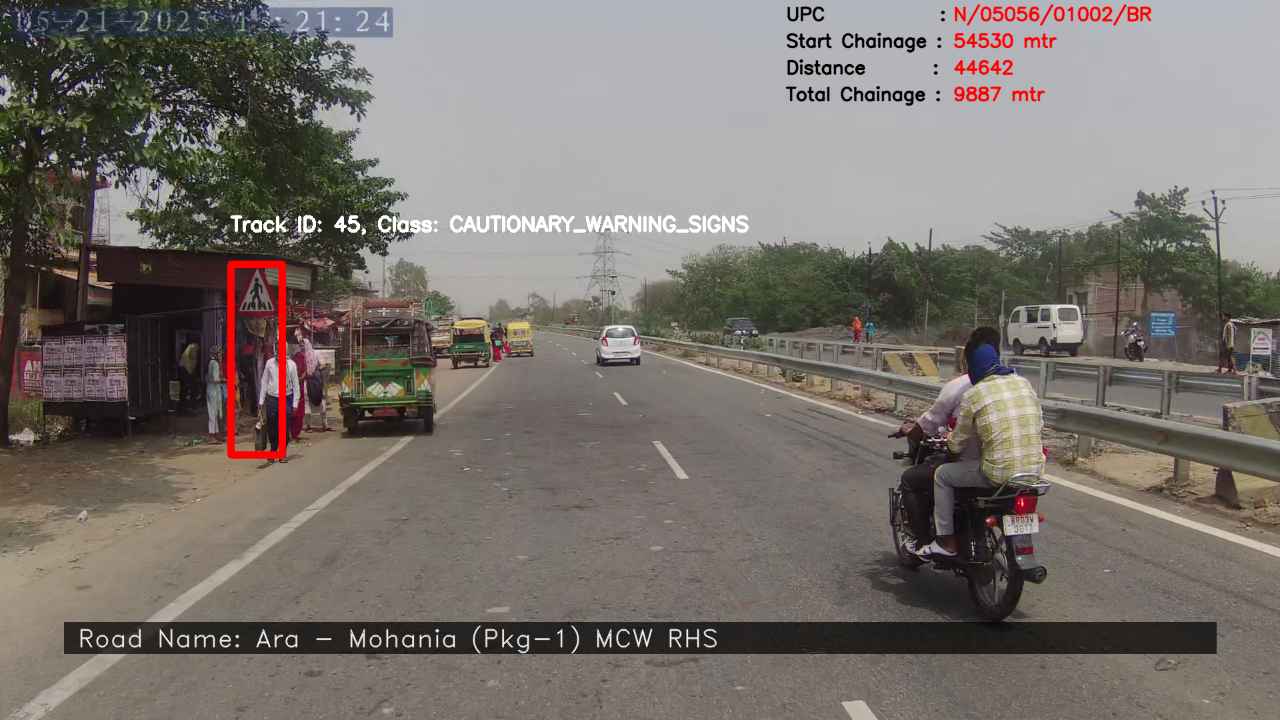 05-21-2025 1 :21:24
UPC : N/05056/01002/BR
Start Chainage : 54530 mtr
Distance : 44642
Total Chainage : 9887 mtr
Track ID: 45, Class: CAUTIONARY_WARNING_SIGNS
Road Name: Ara - Mohania (Pkg-1) MCW RHS